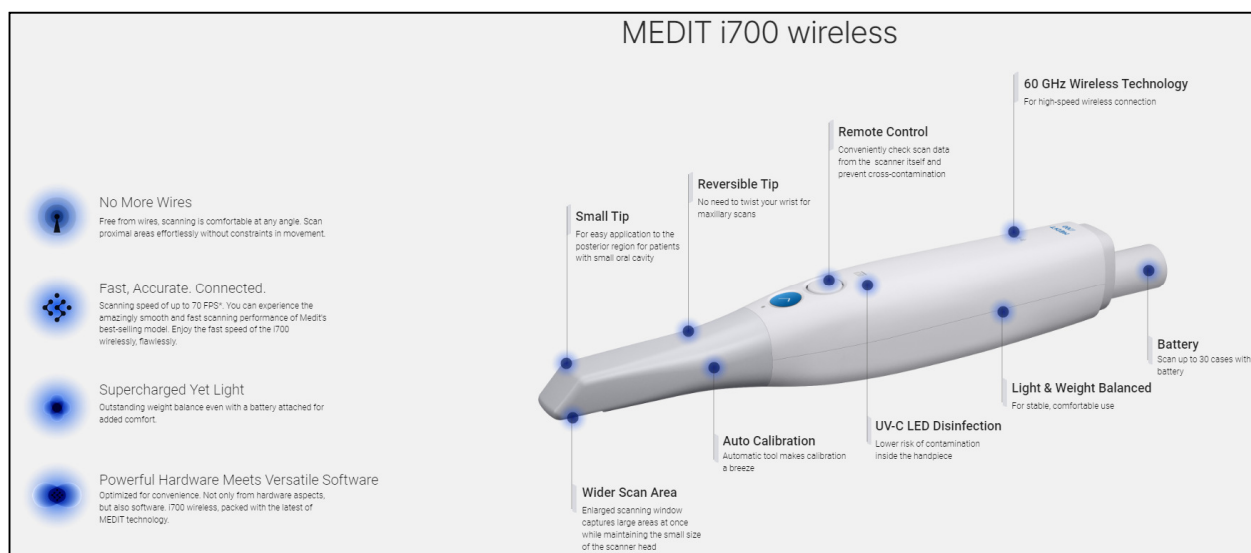 MEDIT i700 wireless
60 GHz Wireless Technology
For high-speed wireless connection
Remote Control
Conveniently check scan data
from the scanner itself and
prevent cross-contamination
Reversible Tip
No need to twist your wrist for
maxillary scans
Small Tip
For easy application to the
posterior region for patients
with small oral cavity
No More Wires
Free from wires, scanning is comfortable at any angle. Scan
proximal areas effortlessly without constraints in movement.
Fast, Accurate. Connected.
Scanning speed of up to 70 FPS*. You can experience the
amazingly smooth and fast scanning performance of Medit's
best-selling model. Enjoy the fast speed of the i700
wirelessly, flawlessly.
Supercharged Yet Light
Outstanding weight balance even with a battery attached for
added comfort.
Powerful Hardware Meets Versatile Software
Optimized for convenience. Not only from hardware aspects,
but also software. i700 wireless, packed with the latest of
MEDIT technology.
Battery
Scan up to 30 cases with
battery
Light & Weight Balanced
For stable, comfortable use
UV-C LED Disinfection
Lower risk of contamination
inside the handpiece
Auto Calibration
Automatic tool makes calibration
a breeze
Wider Scan Area
Enlarged scanning window
captures large areas at once
while maintaining the small size
of the scanner head